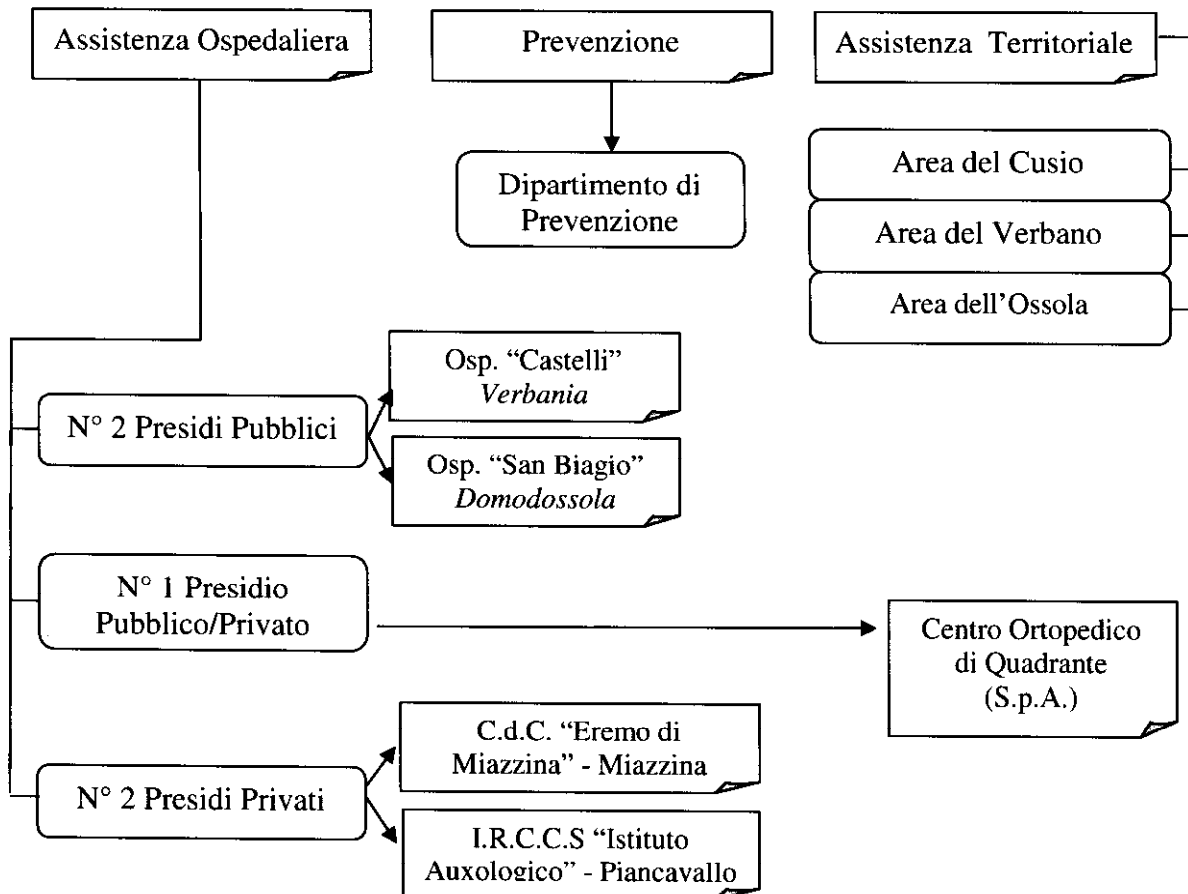 Assistenza Ospedaliera
Prevenzione
Assistenza Territoriale
Dipartimento di
Prevenzione
Area del Cusio
Area del Verbano
Area dell'Ossola
Osp. “Castelli”
Verbania
N° 2 Presidi Pubblici
Osp. “San Biagio”
Domodossola
N° 1 Presidio
Pubblico/Privato
Centro Ortopedico
di Quadrante
(S.p.A.)
C.d.C. “Eremo di
Miazzina” - Miazzina
N° 2 Presidi Privati
I.R.C.C.S “Istituto
Auxologico” - Piancavallo